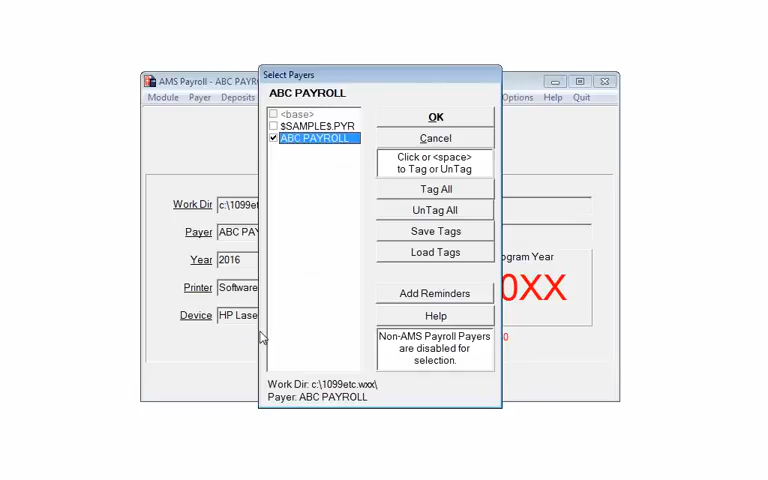 Select Payers
AMS Payroll - ABC PAYR
Module Payer Deposits Options Help Quit
ABC PAYROLL
<base>
$SAMPLE$.PYR
ABC PAYROLL
OK
Cancel
Click or <space>
to Tag or UnTag
Tag All
UnTag All
Save Tags
Load Tags
Add Reminders
Help
Non-AMS Payroll Payers
are disabled for
selection.
Work Dir: c:\1099etc.wxx\
Payer: ABC PAYROLL
Work Dir c:\1099et
Payer ABC PAY
Year 2016
Printer Software
Device HP Lase
ogram Year
0XX
0